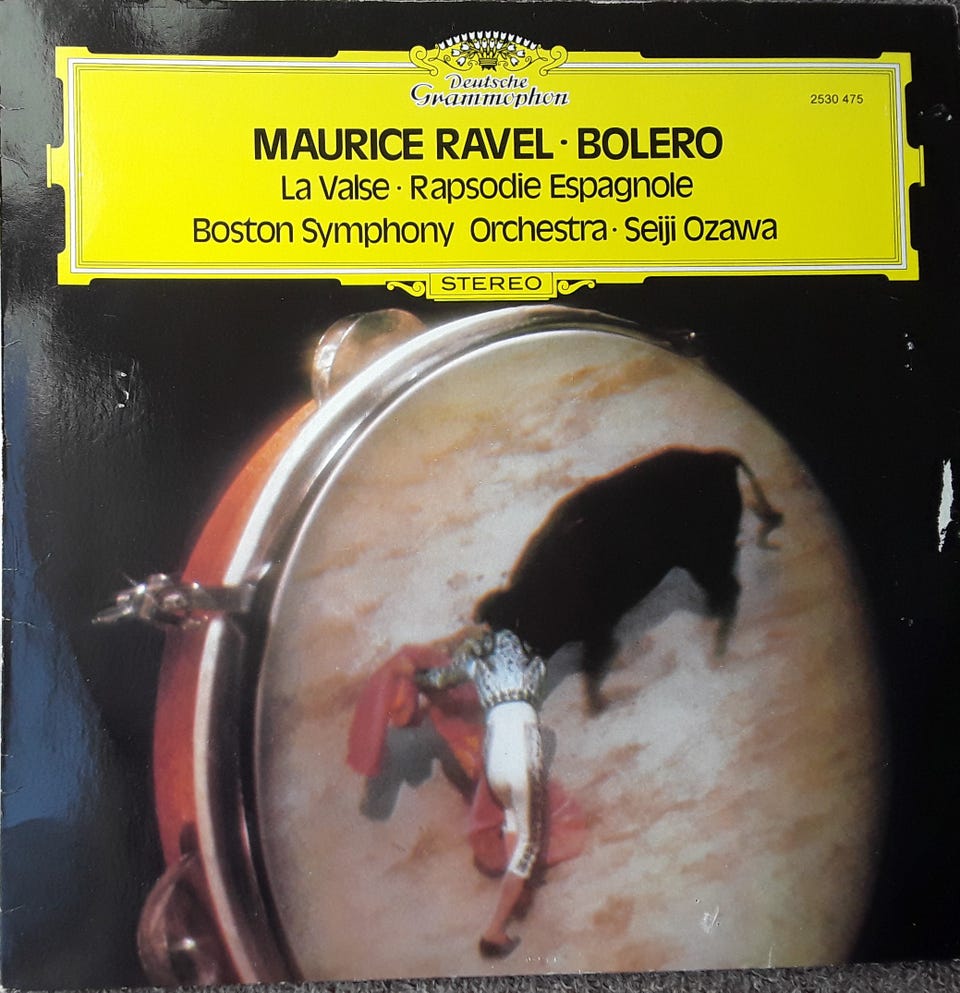 Deutsche
Grammophon
2530 475
MAURICE RAVEL · BOLERO
La Valse · Rapsodie Espagnole
Boston Symphony Orchestra · Seiji Ozawa
STEREO